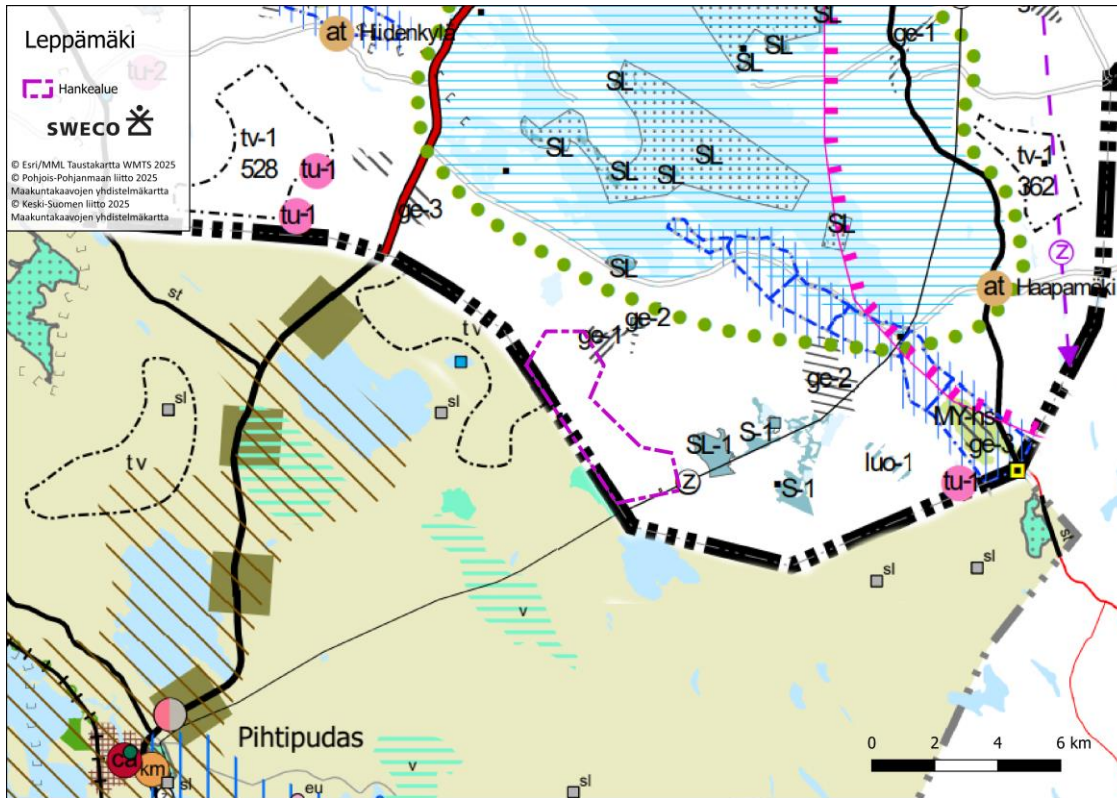 Leppämäki
tu-2
Hankealue
SWECO
© Esri/MML Taustakartta WMTS 2025
© Pohjois-Pohjanmaan liitto 2025
Maakuntakaavojen yhdistelmäkartta
© Keski-Suomen liitto 2025
Maakuntakaavojen yhdistelmäkartta
at Hiidenkylä
SL
SL
SL
SL
ge-1
tv-1
528
tu-1
tu-1
ge-3
SL
SL
SL
SL
SL
SL
tv-1
362
Z
at Haapamäki
st
tv
ge-1
ge-2
ge-2
sl
sl
tv
SL-1
S-1
S-1
Z
luo-1
MY-hs
ge-3
tu-1
st
sl
sl
v
Pihtipudas
ca
km
sl
eu
v
sl
0 2 4 6 km